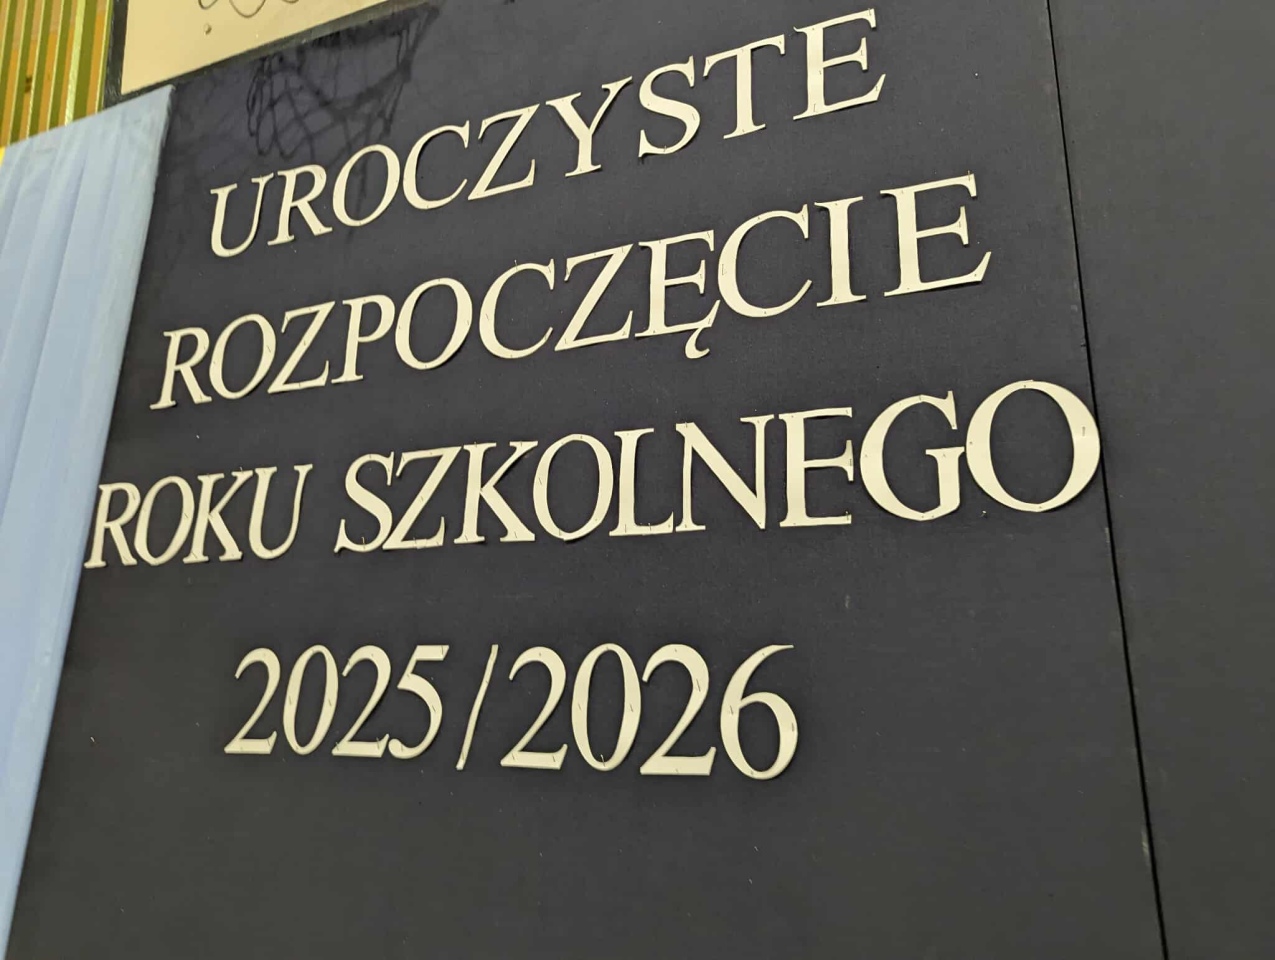 UROCZYSTE
ROZPOCZĘCIE
ROKU SZKOLNEGO
2025/2026